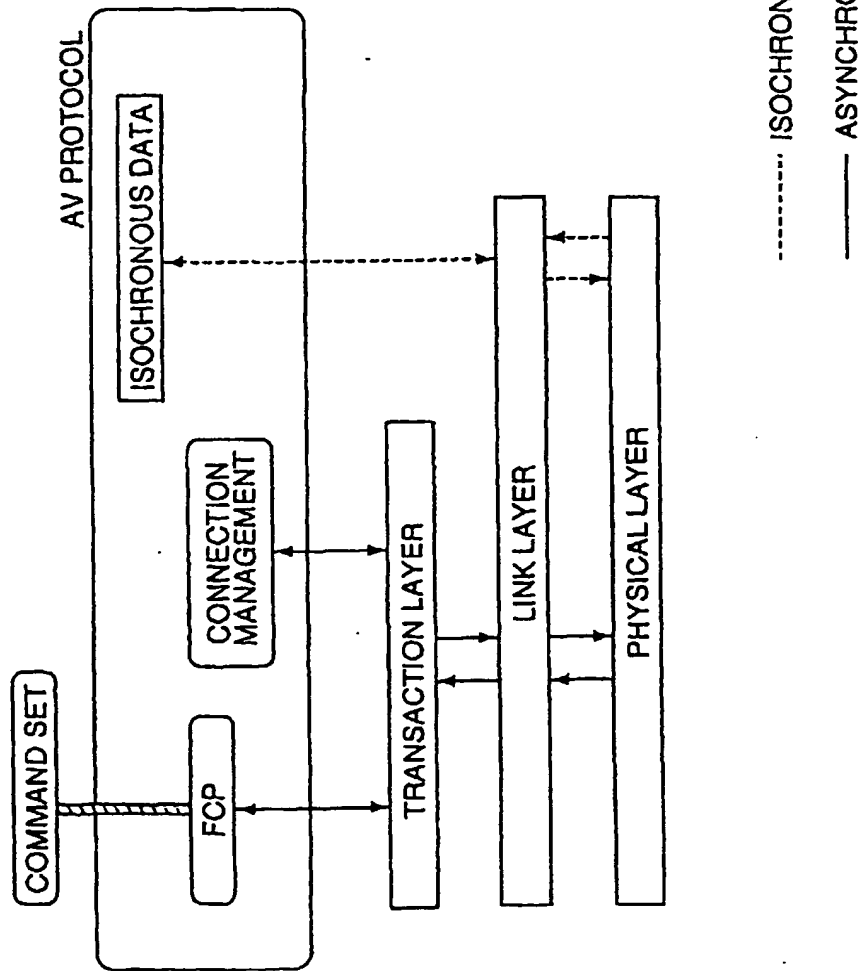 COMMAND SET
AV PROTOCOL
FCP
CONNECTION
MANAGEMENT
ISOCHRONOUS DATA
TRANSACTION LAYER
LINK LAYER
PHYSICAL LAYER
ISOCHRON
ASYNCHRO